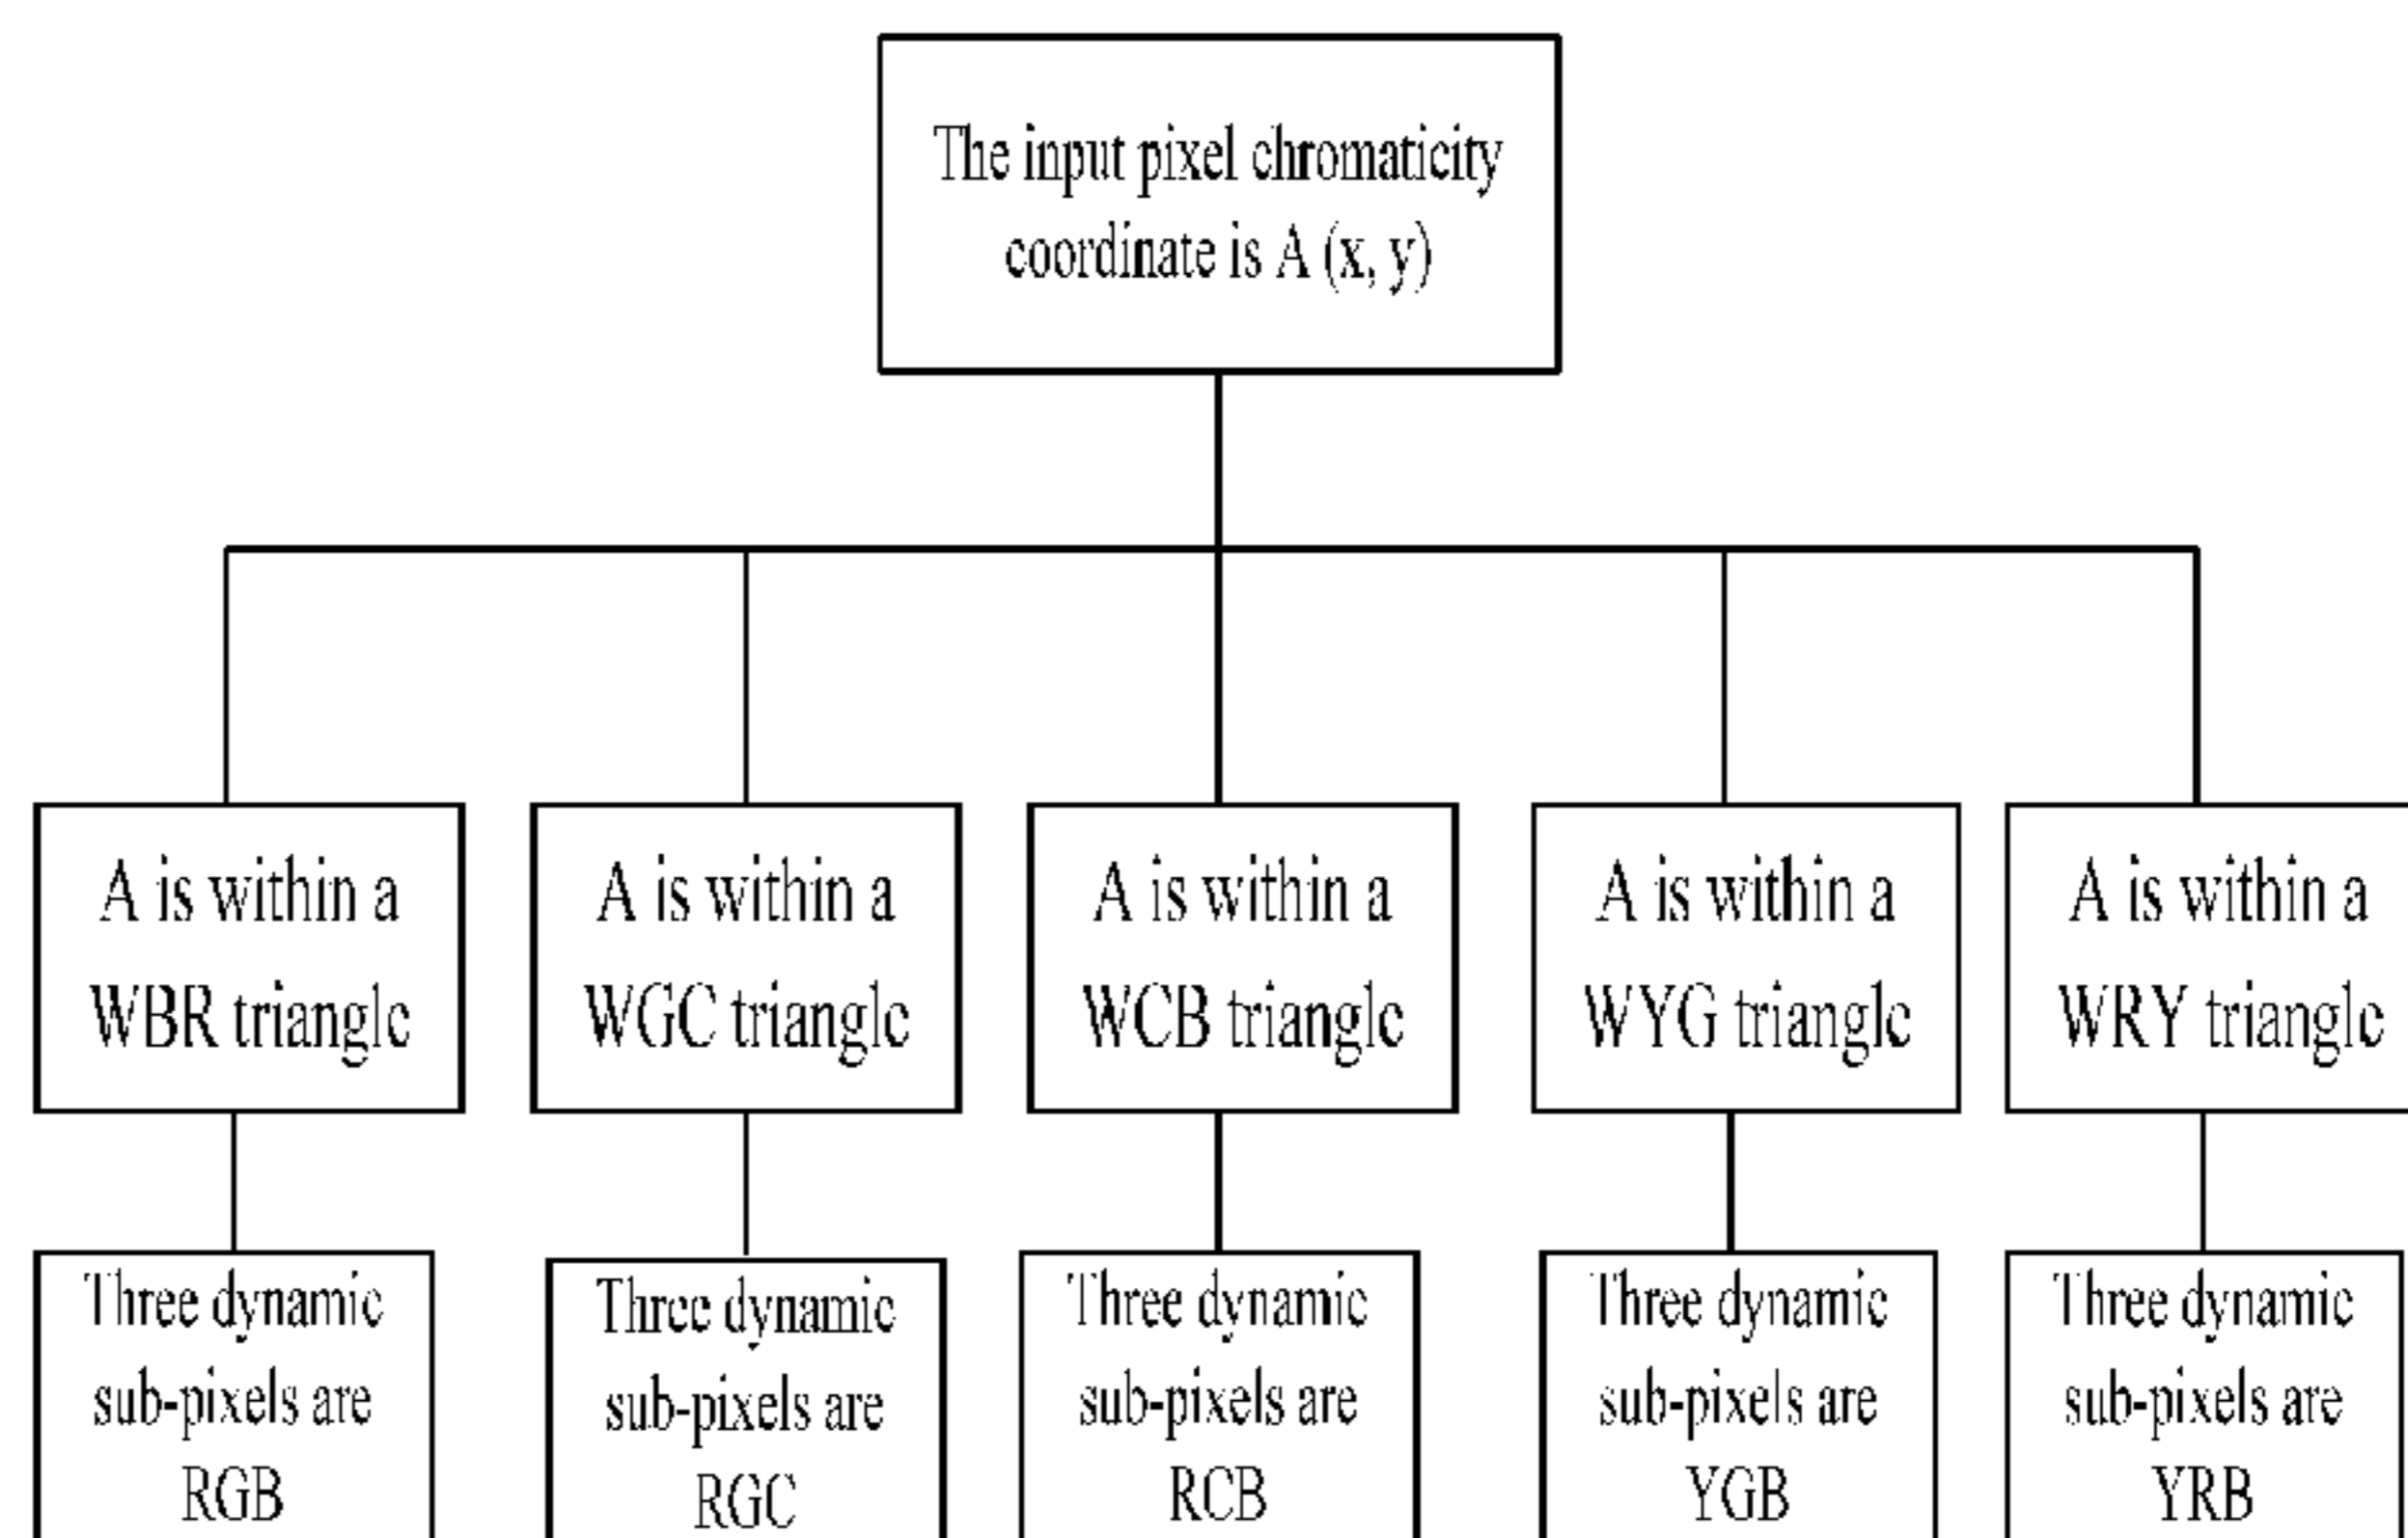 The input pixel chromaticity
coordinate is A (x, y)
A is within a
WBR triangle
A is within a
WGC triangle
A is within a
WCB triangle
A is within a
WYG triangle
A is within a
WRY triangle
Three dynamic
sub-pixels are
RGB
Three dynamic
sub-pixels are
RGC
Three dynamic
sub-pixels are
RCB
Three dynamic
sub-pixels are
YGB
Three dynamic
sub-pixels are
YRB